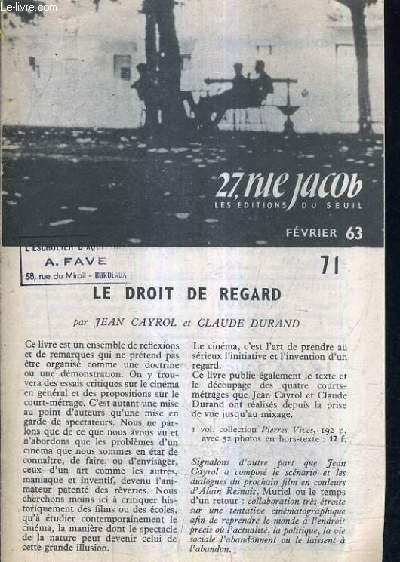 27, rue jacob
LES EDITIONS DU SEUIL
FÉVRIER 63
A. FAVE
58, rue du Mirail - BORDEAUX
71
LE DROIT DE REGARD
par JEAN CAYROL et CLAUDE DURAND
Ce livre est un ensemble de réflexions
et de remarques qui ne prétend pas
être organisé comme une doctrine
ou une démonstration. On y trou-
vera des essais critiques sur le cinéma
en général et des propositions sur le
court-métrage. C'est autant une mise
au point d'auteurs qu'une mise en
garde de spectateurs. Nous ne par-
lons que de ce que nous avons vu et
n'abordons que les problèmes d'un
cinéma que nous sommes en état de
connaître, de faire, ou d'envisager,
ceux d'un art comme les autres,
maniaque et inventif, devenu l'ani-
mateur patenté des rêveries. Nous
cherchons moins ici à critiquer his-
toriquement des films ou des écoles,
qu'à étudier contemporainement le
cinéma, la manière dont le spectacle
de la nature peut devenir celui de
cette grande illusion.
Le cinéma, c'est l'art de prendre au
sérieux l'initiative et l'invention d'un
regard.
Ce livre publie également le texte et
le découpage des quatre courts-
métrages que Jean Cayrol et Claude
Durand ont réalisés depuis la prise
de vue jusqu'au mixage.
1 vol. collection Pierres Vives, 192 p.
avec 32 photos en hors-texte : 12 f.
Signalons d'autre part que Jean
Cayrol a composé le scénario et les
dialogues du prochain film en couleurs
d'Alain Resnais, Muriel ou le temps
d'un retour : collaboration très étroite
sur une tentative cinématographique
afin de reprendre le monde à l'endroit
précis où l'actualité, la politique, la vie
sociale l'abandonnent ou le laissent à
l'abandon.